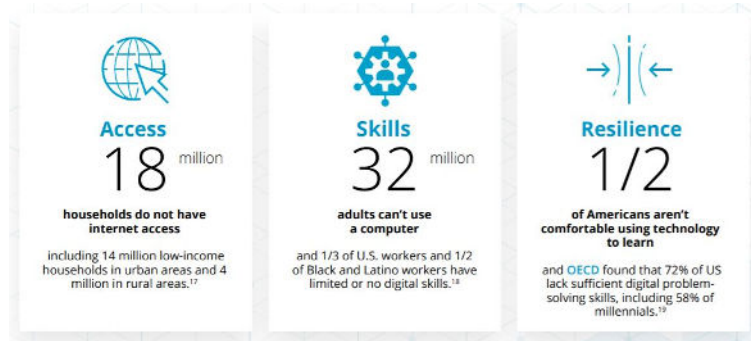 Access
18 million
households do not have
internet access
including 14 million low-income
households in urban areas and 4
million in rural areas.¹⁷
Skills
32 million
adults can't use
a computer
and 1/3 of U.S. workers and 1/2
of Black and Latino workers have
limited or no digital skills.¹⁸
Resilience
1/2
of Americans aren't
comfortable using technology
to learn
and OECD found that 72% of US
lack sufficient digital problem-
solving skills, including 58% of
millennials.¹⁹